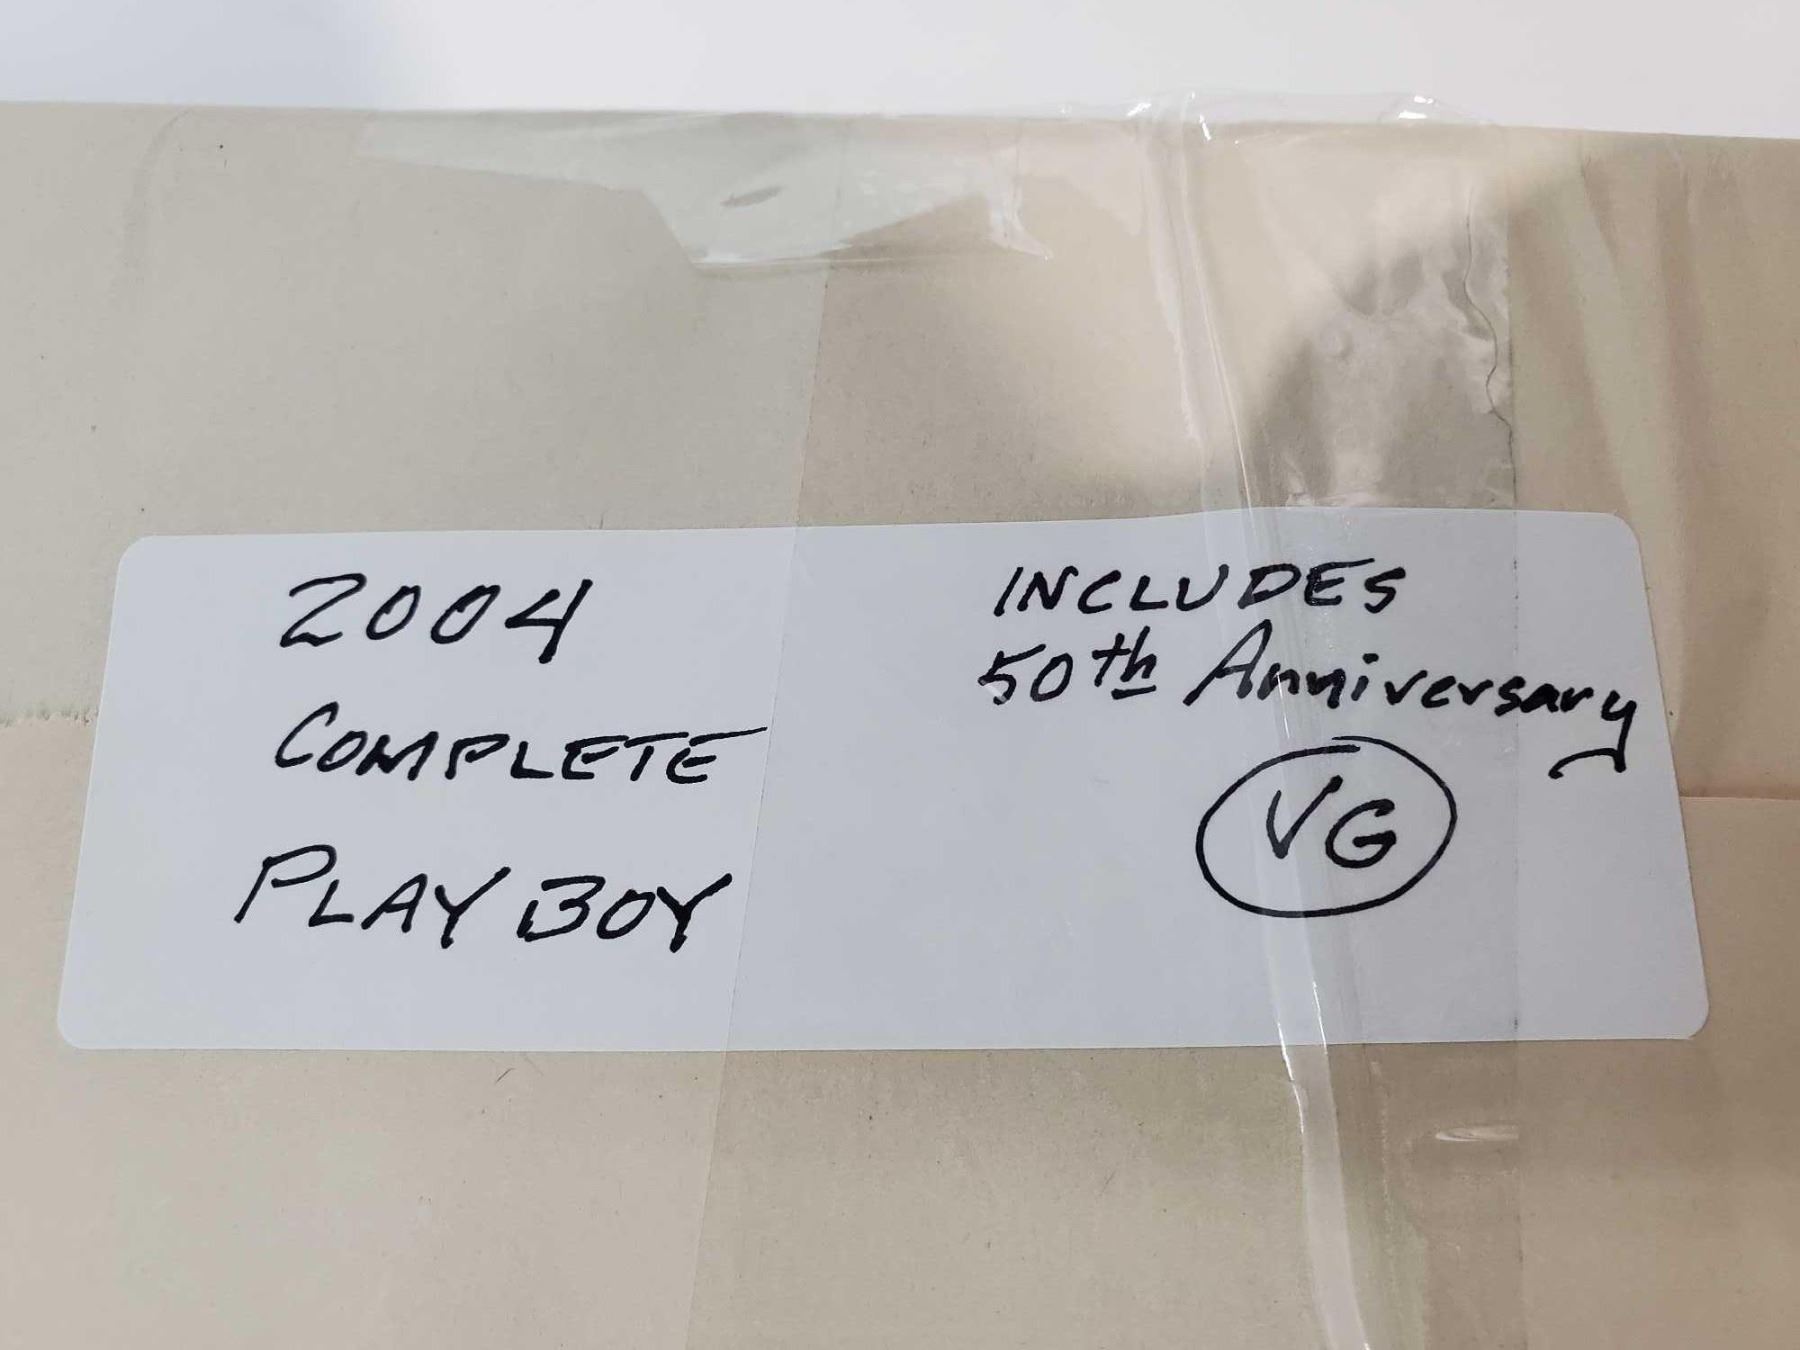 2004
COMPLETE
PLAYBOY
INCLUDES
50th Anniversary
VG